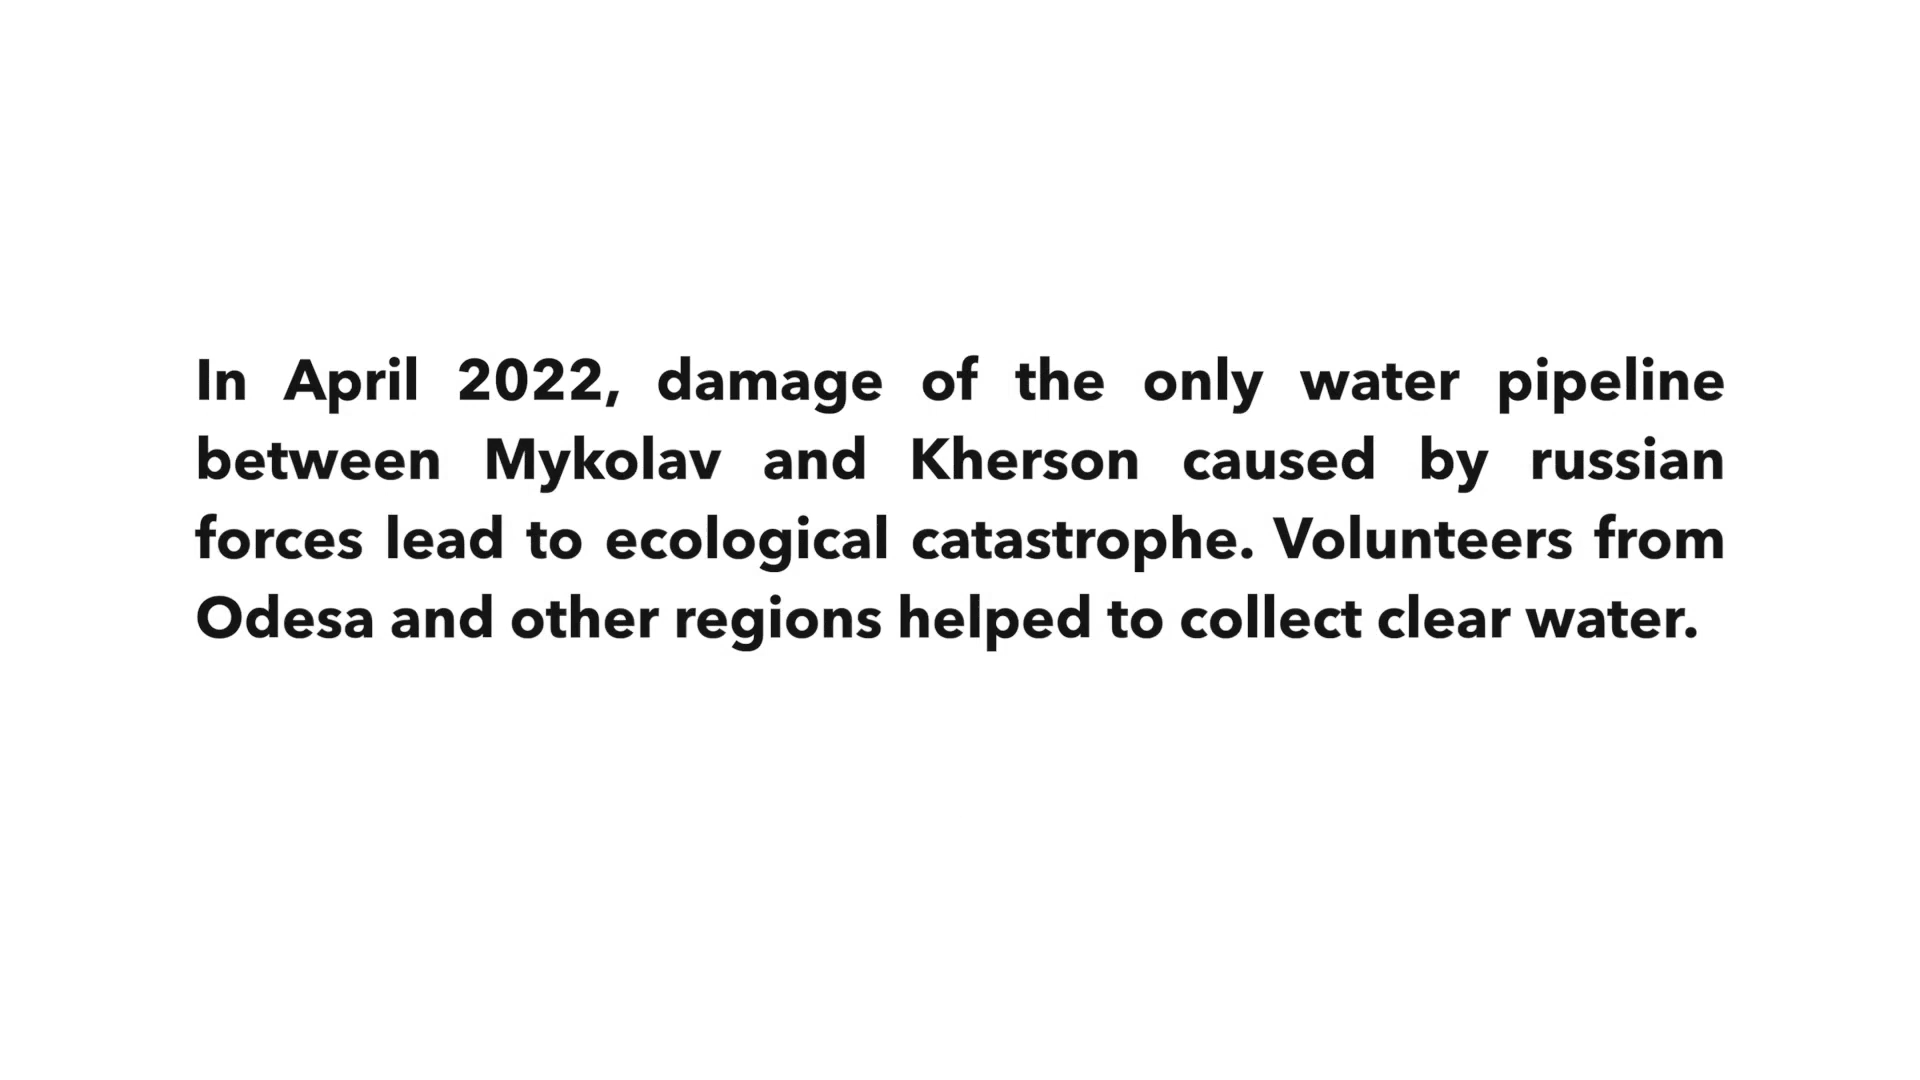 In April 2022, damage of the only water pipeline
between Mykolav and Kherson caused by russian
forces lead to ecological catastrophe. Volunteers from
Odesa and other regions helped to collect clear water.